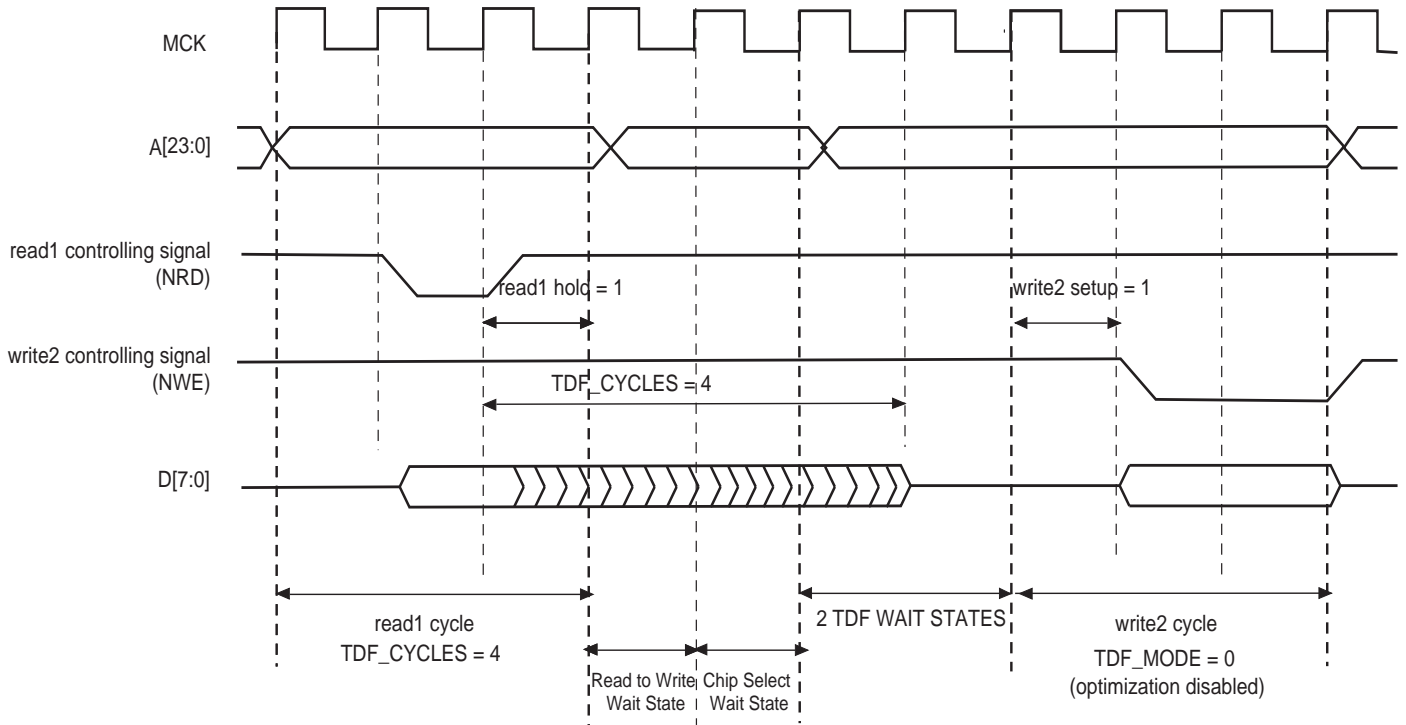 MCK
A[23:0]
read1 controlling signal
(NRD)
read1 hold = 1
write2 setup = 1
write2 controlling signal
(NWE)
TDF_CYCLES = 4
D[7:0]
read1 cycle
TDF_CYCLES = 4
2 TDF WAIT STATES
write2 cycle
TDF_MODE = 0
(optimization disabled)
Read to Write
Wait State
Chip Select
Wait State